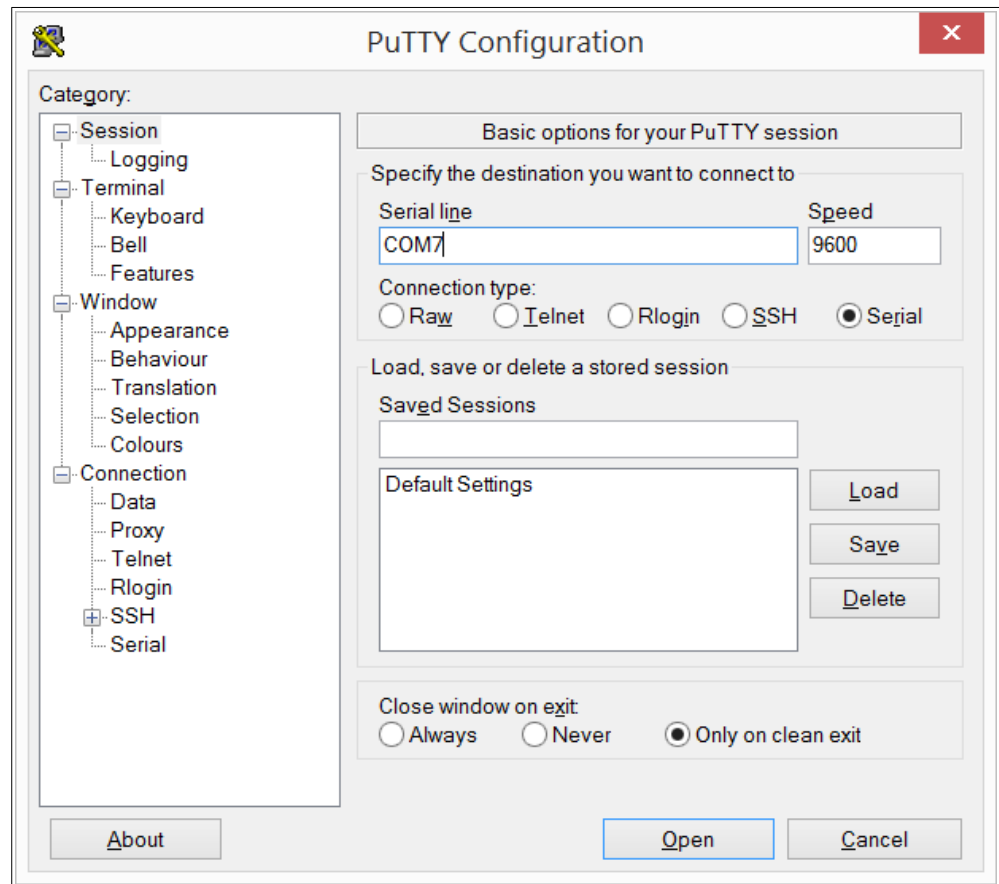 PuTTY Configuration
Category:
Session
Logging
Terminal
Keyboard
Bell
Features
Window
Appearance
Behaviour
Translation
Selection
Colours
Connection
Data
Proxy
Telnet
Rlogin
SSH
Serial
Basic options for your PuTTY session
Specify the destination you want to connect to
Serial line Speed
COM7 9600
Connection type:
Raw Telnet Rlogin SSH Serial
Load, save or delete a stored session
Saved Sessions
Default Settings
Load
Save
Delete
Close window on exit:
Always Never Only on clean exit
About Open Cancel